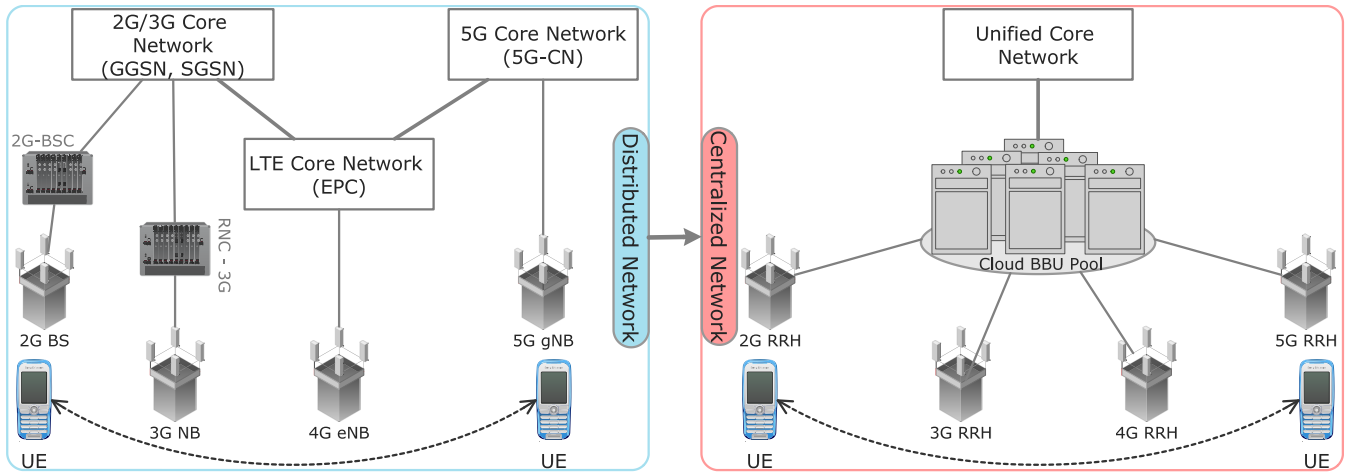 2G/3G Core
Network
(GGSN, SGSN)
5G Core Network
(5G-CN)
2G-BSC
LTE Core Network
(EPC)
RNC - 3G
2G BS
3G NB
4G eNB
5G gNB
UE
UE
Distributed Network
Centralized Network
Unified Core
Network
Cloud BBU Pool
2G RRH
3G RRH
4G RRH
5G RRH
UE
UE